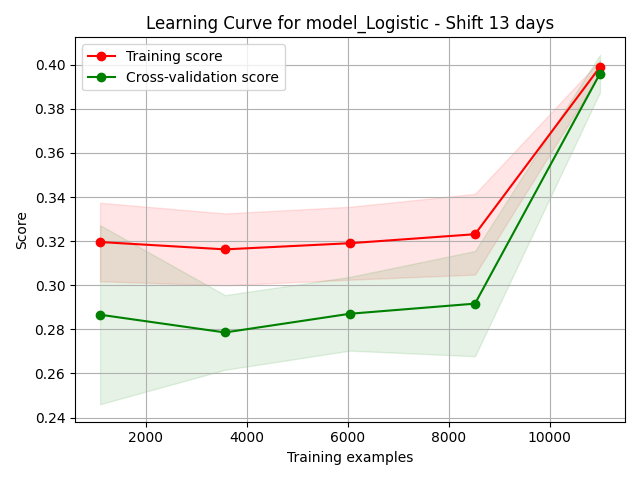 Learning Curve for model_Logistic - Shift 13 days
Training score
Cross-validation score
0.40
0.38
0.36
0.34
0.32
0.30
0.28
0.26
0.24
Score
2000 4000 6000 8000 10000
Training examples